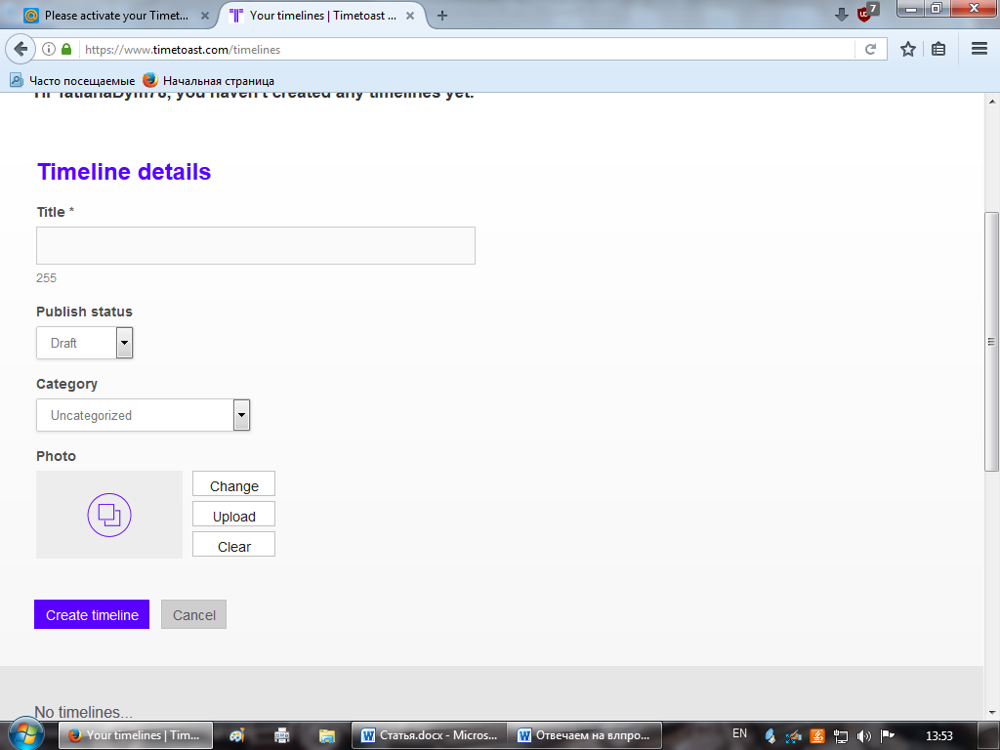 Please activate your Timet...
Your timelines | Timetoast ...
7
https://www.timetoast.com/timelines
Часто посещаемые
Начальная страница
Hi TatianaDym78, you haven't created any timelines yet.
Timeline details
Title *
255
Publish status
Draft
Category
Uncategorized
Photo
Change
Upload
Clear
Create timeline
Cancel
No timelines...
Your timelines | Tim...
Статья.docx - Micros...
Отвечаем на влпро...
EN
13:53